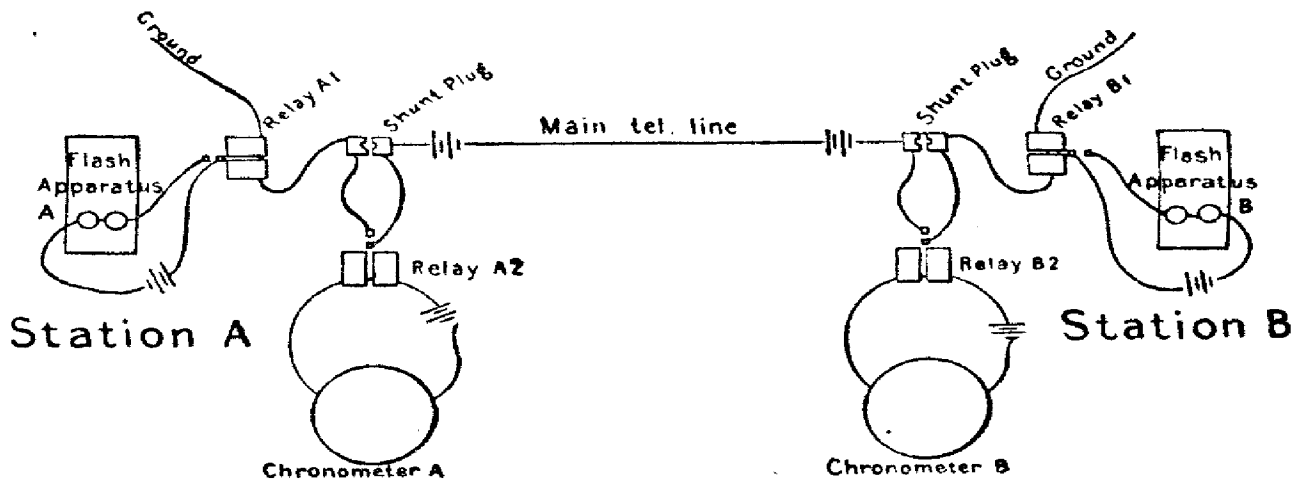 Ground
Relay A1
Shunt Plug
Main tel. line
Shunt Plug
Relay B1
Ground
Flash
Apparatus
A
Flash
Apparatus
B
Relay A2
Relay B2
Station A
Station B
Chronometer A
Chronometer B